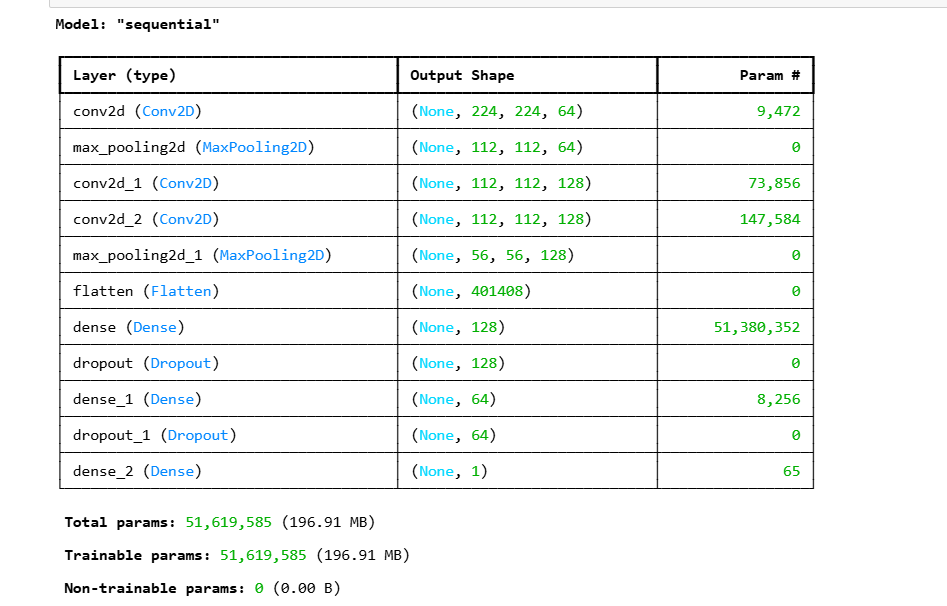 Model: "sequential"
Layer (type) Output Shape Param #
conv2d (Conv2D) (None, 224, 224, 64) 9,472
max_pooling2d (MaxPooling2D) (None, 112, 112, 64) 0
conv2d_1 (Conv2D) (None, 112, 112, 128) 73,856
conv2d_2 (Conv2D) (None, 112, 112, 128) 147,584
max_pooling2d_1 (MaxPooling2D) (None, 56, 56, 128) 0
flatten (Flatten) (None, 401408) 0
dense (Dense) (None, 128) 51,380,352
dropout (Dropout) (None, 128) 0
dense_1 (Dense) (None, 64) 8,256
dropout_1 (Dropout) (None, 64) 0
dense_2 (Dense) (None, 1) 65
Total params: 51,619,585 (196.91 MB)
Trainable params: 51,619,585 (196.91 MB)
Non-trainable params: 0 (0.00 B)